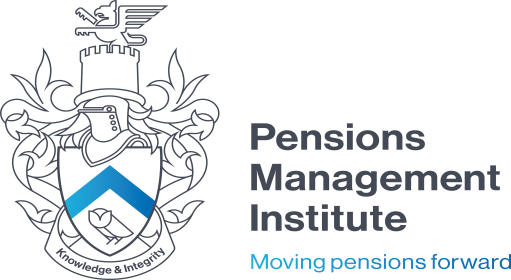 Knowledge & Integrity
Pensions
Management
Institute
Moving pensions forward